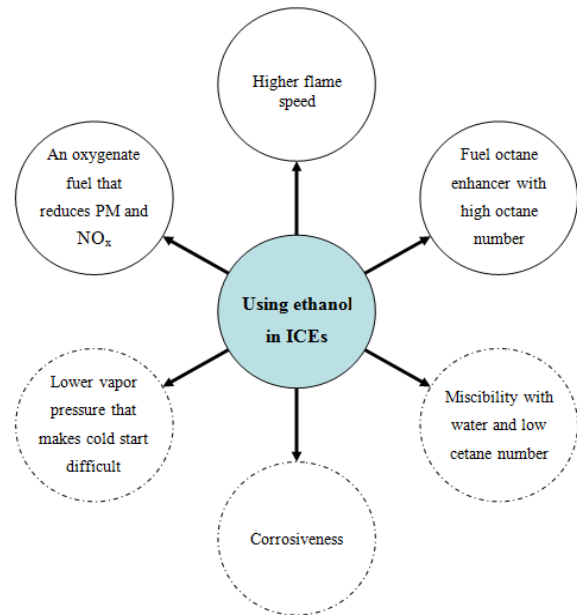 Higher flame
speed
An oxygenate
fuel that
reduces PM and
NOₓ
Fuel octane
enhancer with
high octane
number
Using ethanol
in ICEs
Lower vapor
pressure that
makes cold start
difficult
Miscibility with
water and low
cetane number
Corrosiveness